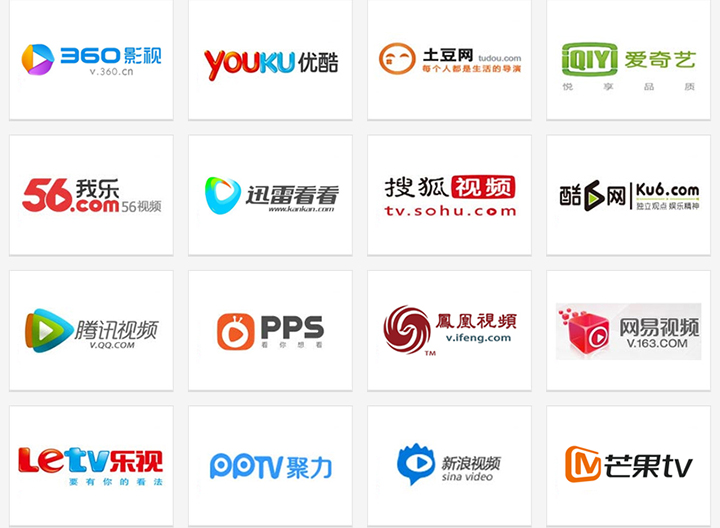 360影视
v.360.cn
YOUKU优酷
土豆网 tudou.com
每个人都是生活的导演
iQIYI 爱奇艺
悦享品质
56.com 我乐
56视频
迅雷看看
www.kankan.com
搜狐视频
tv.sohu.com
酷6网 Ku6.com
独立观点 娱乐精神
腾讯视频
V.QQ.COM
PPS
看你想看
鳳凰視頻
v.ifeng.com
TM
网易视频
V.163.COM
Letv乐视
要有你的看法
PPTV聚力
新浪视频
sina video
芒果tv